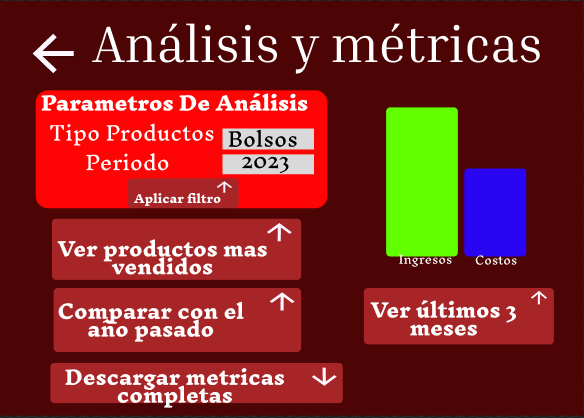 Análisis y métricas
Parametros De Análisis
Tipo Productos Bolsos
Periodo 2023
Aplicar filtro
Ver productos mas
vendidos
Comparar con el
año pasado
Descargar metricas
completas
Ingresos Costos
Ver últimos 3
meses